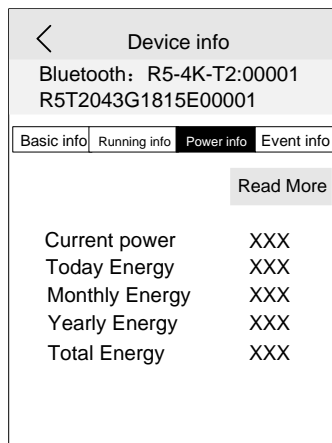 Device info
Bluetooth：R5-4K-T2:00001
R5T2043G1815E00001
Basic info Running info Power info Event info
Read More
Current power XXX
Today Energy XXX
Monthly Energy XXX
Yearly Energy XXX
Total Energy XXX